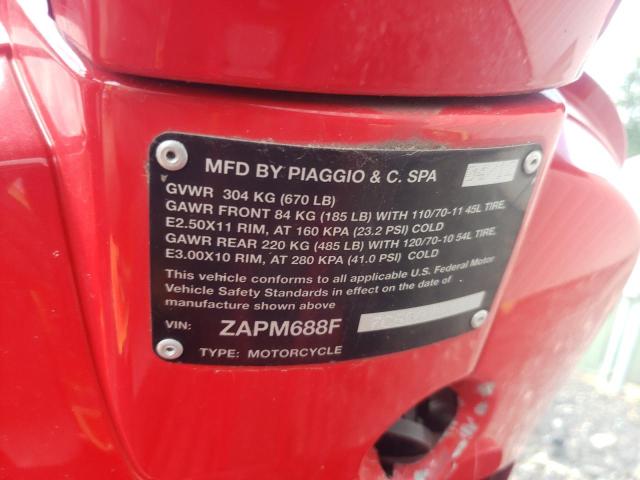 MFD BY PIAGGIO & C. SPA
GVWR 304 KG (670 LB)
GAWR FRONT 84 KG (185 LB) WITH 110/70-11 45L TIRE,
E2.50X11 RIM, AT 160 KPA (23.2 PSI) COLD
GAWR REAR 220 KG (485 LB) WITH 120/70-10 54L TIRE,
E3.00X10 RIM, AT 280 KPA (41.0 PSI) COLD
This vehicle conforms to all applicable U.S. Federal Motor
Vehicle Safety Standards in effect on the date of
manufacture shown above
VIN: ZAPM688F
TYPE: MOTORCYCLE